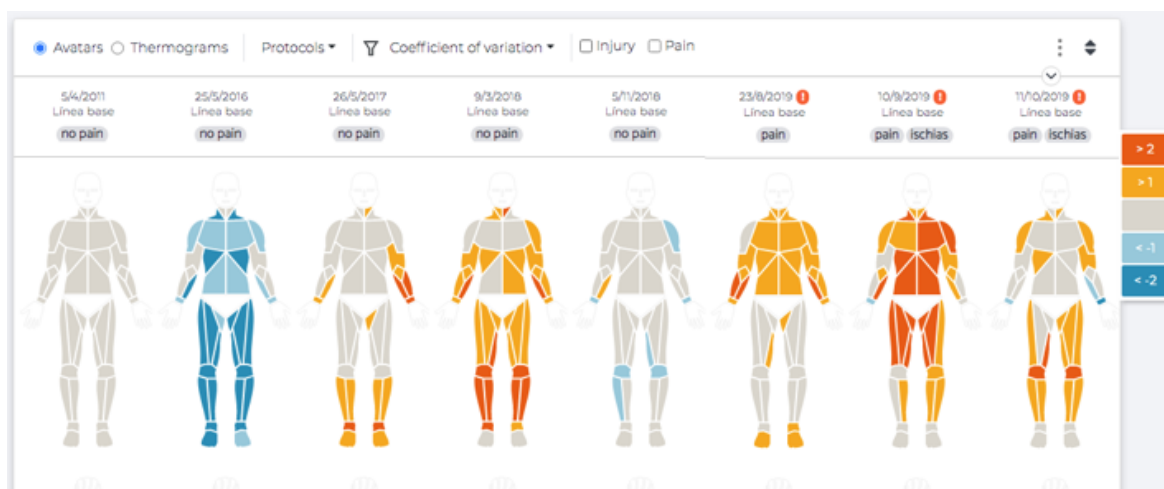 Avatars Thermograms Protocols Coefficient of variation Injury Pain
5/4/2011 25/5/2016 26/5/2017 9/3/2018 5/11/2018 23/8/2019 10/9/2019 11/10/2019
Línea base Línea base Línea base Línea base Línea base Línea base Línea base Línea base
no pain no pain no pain no pain no pain pain pain ischias pain ischias
> 2
> 1
< -1
< -2